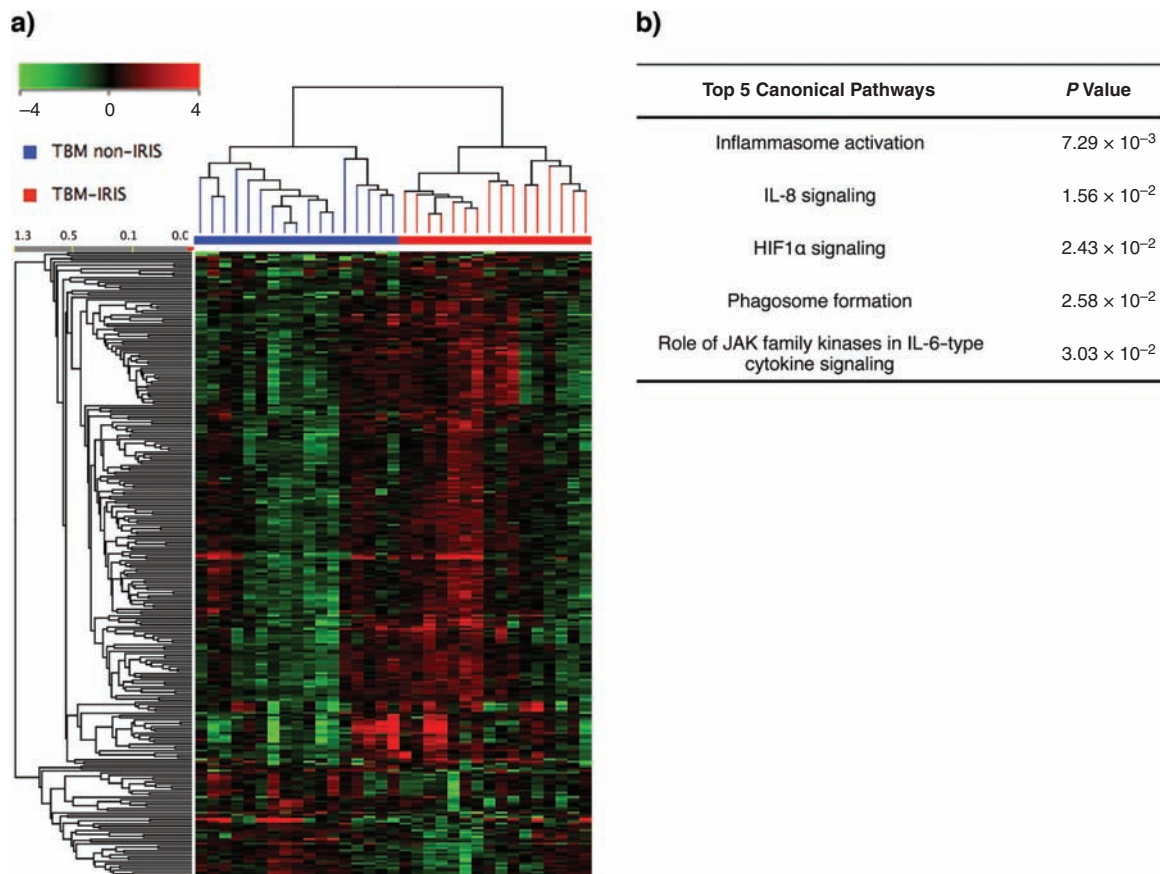 a)
−4 0 4
TBM non-IRIS
TBM-IRIS
1.3 0.5 0.1 0.0
b)
Top 5 Canonical Pathways P Value
Inflammasome activation 7.29 × 10⁻³
IL-8 signaling 1.56 × 10⁻²
HIF1α signaling 2.43 × 10⁻²
Phagosome formation 2.58 × 10⁻²
Role of JAK family kinases in IL-6-type
cytokine signaling 3.03 × 10⁻²